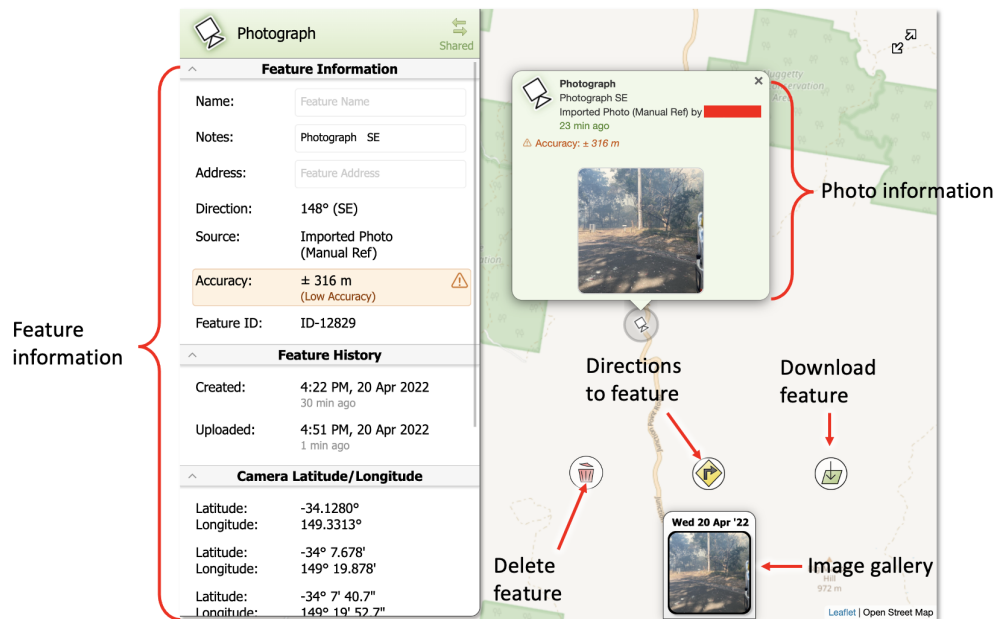 Photograph
Shared
Feature Information
Name: Feature Name
Notes: Photograph SE
Address: Feature Address
Direction: 148° (SE)
Source: Imported Photo
(Manual Ref)
Accuracy: ± 316 m
(Low Accuracy)
Feature ID: ID-12829
Feature History
Created: 4:22 PM, 20 Apr 2022
30 min ago
Uploaded: 4:51 PM, 20 Apr 2022
1 min ago
Camera Latitude/Longitude
Latitude: -34.1280°
Longitude: 149.3313°
Latitude: -34° 7.678'
Longitude: 149° 19.878'
Latitude: -34° 7' 40.7"
Longitude: 149° 19' 52.7"
Feature
information
Photograph
Photograph SE
Imported Photo (Manual Ref) by
23 min ago
Accuracy: ± 316 m
Photo information
Directions
to feature
Download
feature
Delete
feature
Wed 20 Apr '22
Image gallery
Hill
972 m
Leaflet | Open Street Map